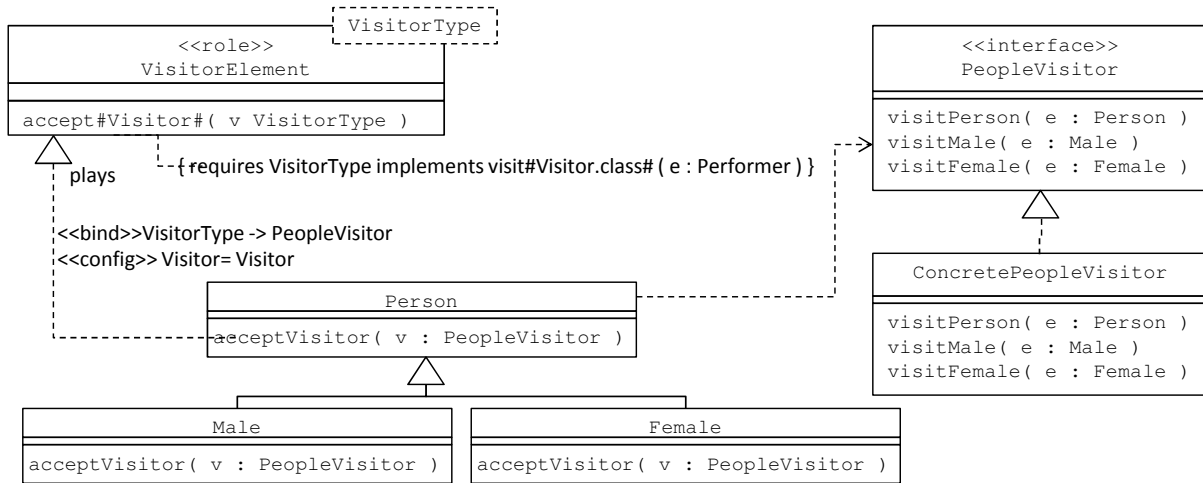 VisitorType
<<role>>
VisitorElement
accept#Visitor#( v VisitorType )
plays
{ requires VisitorType implements visit#Visitor.class# ( e : Performer ) }
<<bind>>VisitorType -> PeopleVisitor
<<config>> Visitor= Visitor
<<interface>>
PeopleVisitor
visitPerson( e : Person )
visitMale( e : Male )
visitFemale( e : Female )
ConcretePeopleVisitor
visitPerson( e : Person )
visitMale( e : Male )
visitFemale( e : Female )
Person
acceptVisitor( v : PeopleVisitor )
Male
acceptVisitor( v : PeopleVisitor )
Female
acceptVisitor( v : PeopleVisitor )